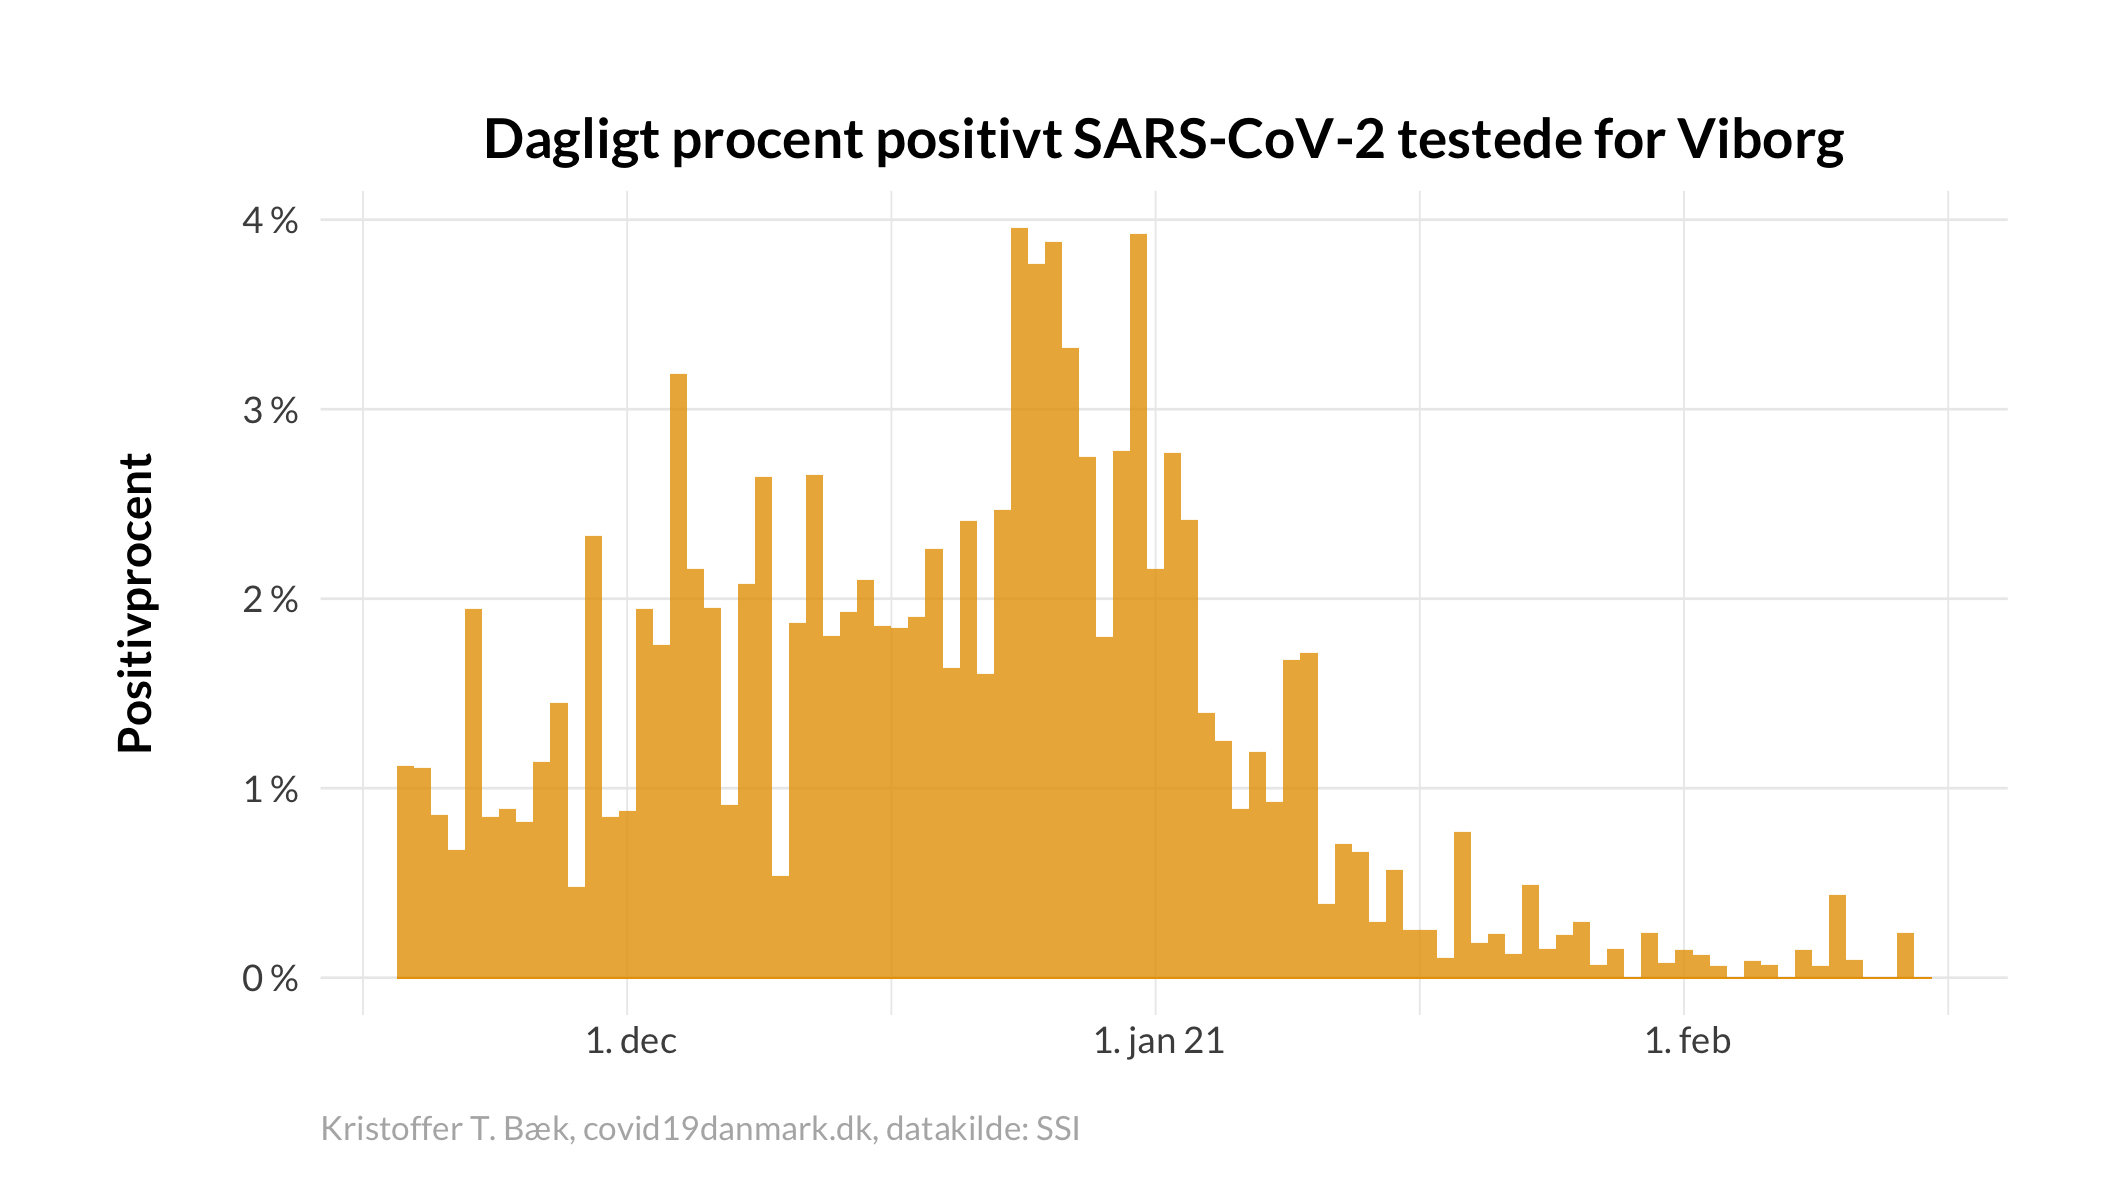 Dagligt procent positivt SARS-CoV-2 testede for Viborg
Positivprocent
4 %
3 %
2 %
1 %
0 %
1. dec
1. jan 21
1. feb
Kristoffer T. Bæk, covid19danmark.dk, datakilde: SSI